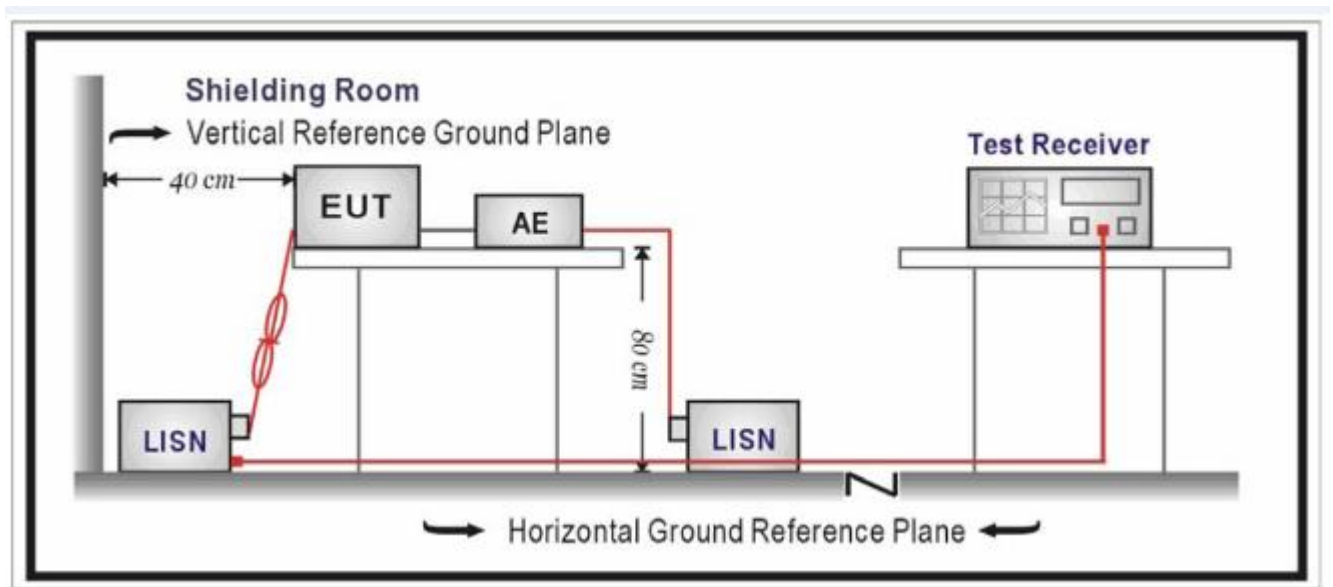 Shielding Room
Vertical Reference Ground Plane
40 cm
EUT
AE
Test Receiver
80 cm
LISN
LISN
Horizontal Ground Reference Plane